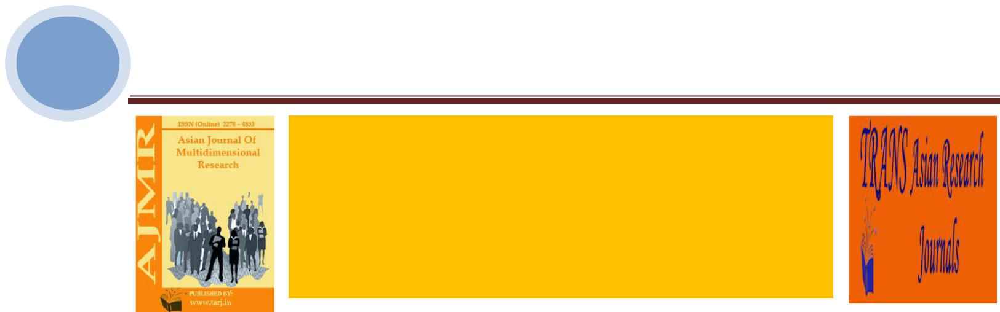 ISSN (Online) 2278 – 4853
AJMR
Asian Journal Of
Multidimensional
Research
PUBLISHED BY:
www.tarj.in
TRANS Asian Research
Journals